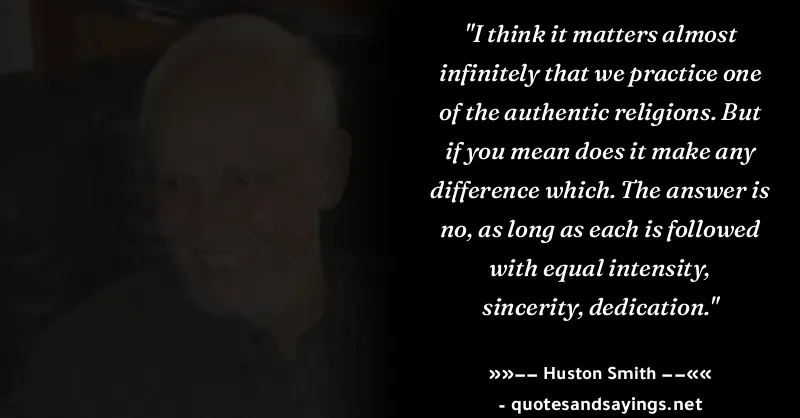 "I think it matters almost
infinitely that we practice one
of the authentic religions. But
if you mean does it make any
difference which. The answer is
no, as long as each is followed
with equal intensity,
sincerity, dedication."
»»−− Huston Smith −−««
- quotesandsayings.net